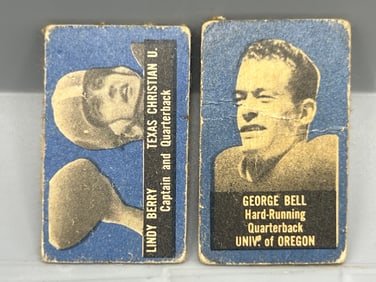 LINDY BERRY TEXAS CHRISTIAN U.
Captain and Quarterback
GEORGE BELL
Hard-Running
Quarterback
UNIV. of OREGON